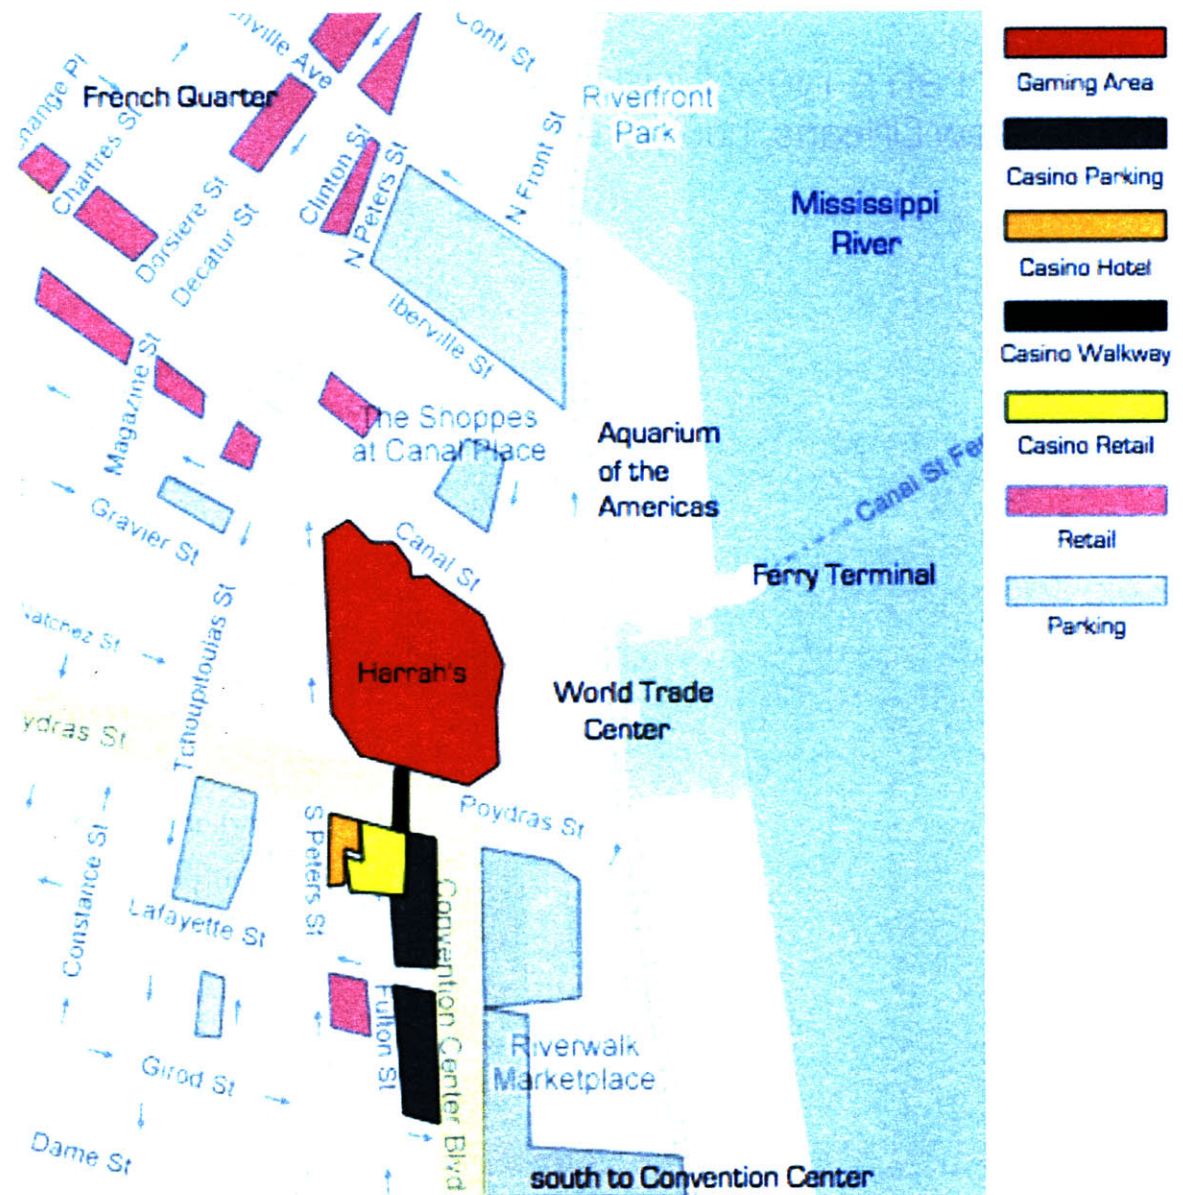 Conti St
French Quarter
Chartres St
Dorsiere St
Decatur St
Clinton St
N Peters St
N Front St
Riverfront
Park
Mississippi
River
Iberville St
Magazine St
The Shoppes
at Canal Place
Aquarium
of the
Americas
Canal St
Ferry Terminal
Gravier St
Canal St
Natchez St
Tchoupitoulas St
Harrah's
World Trade
Center
St
Poydras St
S Peters St
Constance St
Lafayette St
Convention Center Blvd
Fulton St
Girod St
Riverwalk
Marketplace
Dame St
south to Convention Center
Gaming Area
Casino Parking
Casino Hotel
Casino Walkway
Casino Retail
Retail
Parking